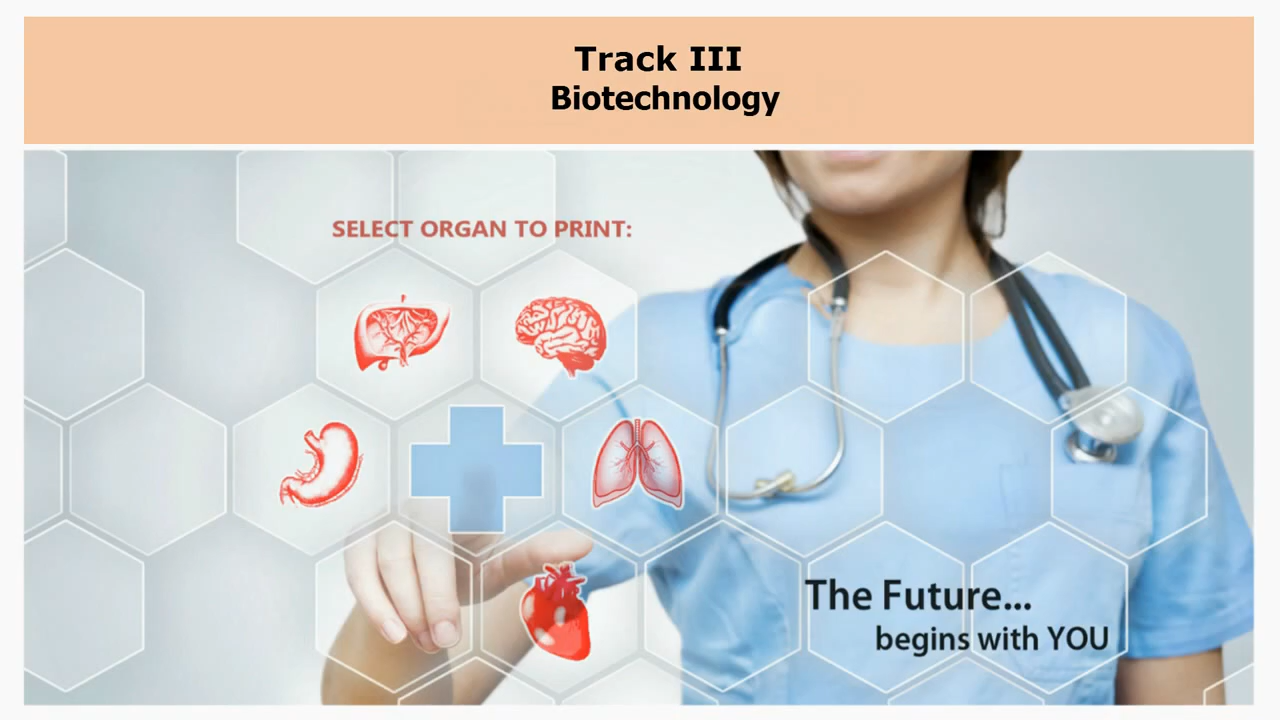 Track III
Biotechnology
SELECT ORGAN TO PRINT:
The Future...
begins with YOU